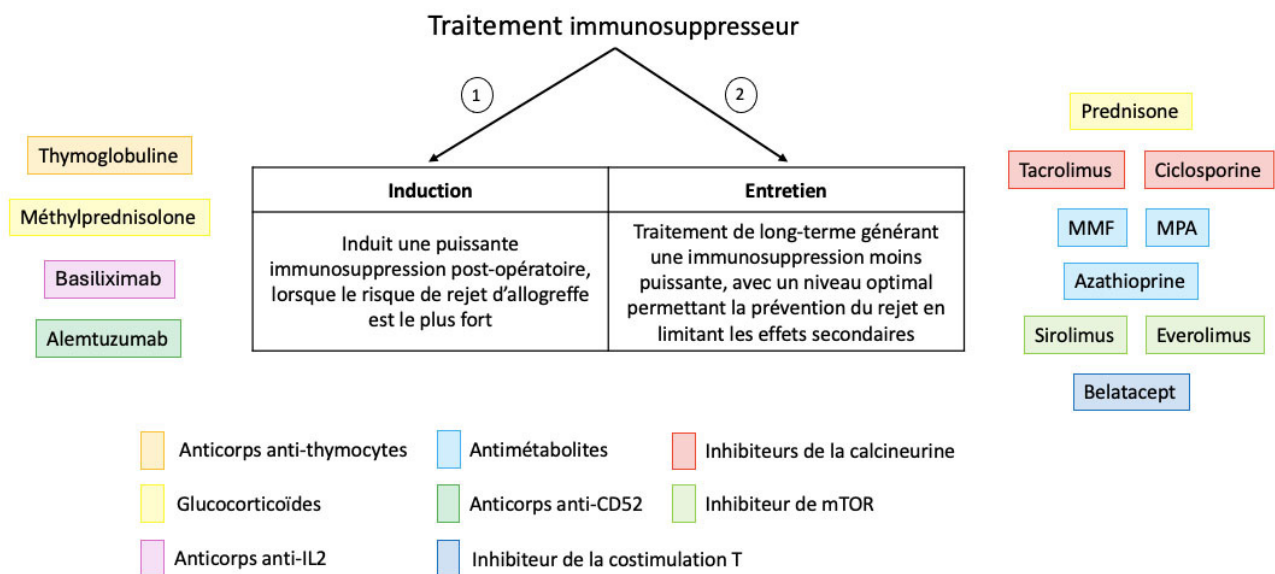 Traitement immunosuppresseur
1
2
Thymoglobuline
Méthylprednisolone
Basiliximab
Alemtuzumab
Induction
Induit une puissante
immunosuppression post-opératoire,
lorsque le risque de rejet d’allogreffe
est le plus fort
Entretien
Traitement de long-terme générant
une immunosuppression moins
puissante, avec un niveau optimal
permettant la prévention du rejet en
limitant les effets secondaires
Prednisone
Tacrolimus
Ciclosporine
MMF
MPA
Azathioprine
Sirolimus
Everolimus
Belatacept
Anticorps anti-thymocytes
Glucocorticoïdes
Anticorps anti-IL2
Antimétabolites
Anticorps anti-CD52
Inhibiteur de la costimulation T
Inhibiteurs de la calcineurine
Inhibiteur de mTOR